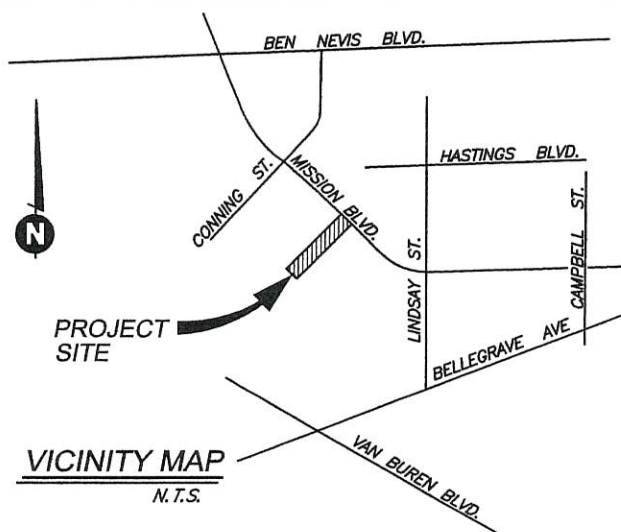 BEN NEVIS BLVD.
HASTINGS BLVD.
CONNING ST.
MISSION BLVD.
LINDSAY ST.
CAMPBELL ST.
N
PROJECT
SITE
BELLEGRAVE AVE
VAN BUREN BLVD.
VICINITY MAP
N.T.S.